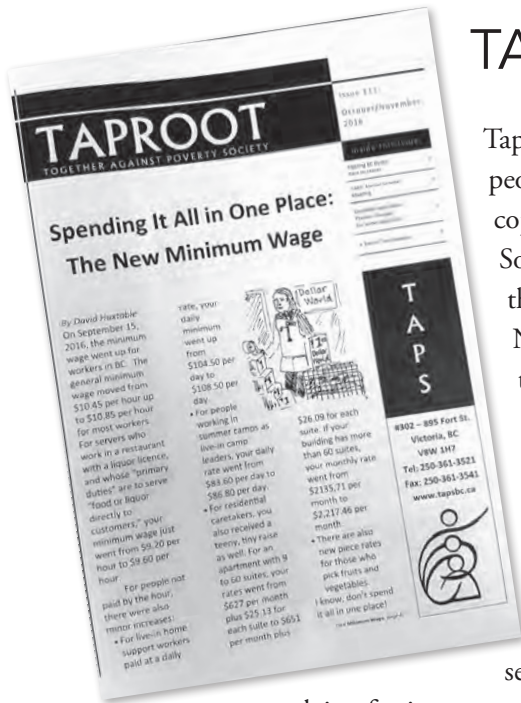 TA
Tap
peo
cop
So
th
N
t
se
Issue 111:
October/November,
2016
TAPROOT
TOGETHER AGAINST POVERTY SOCIETY
inside this issue:
Spending It All in One Place:
The New Minimum Wage
By David Huxtable
On September 15,
2016, the minimum
wage went up for
workers in BC. The
general minimum
wage moved from
$10.45 per hour up
to $10.85 per hour
for most workers.
For servers who
work in a restaurant
with a liquor licence,
and whose "primary
duties" are to serve
"food or liquor
directly to
customers," your
minimum wage just
went from $9.20 per
hour to $9.60 per
hour.
For people not
paid by the hour,
there were also
minor increases:
• For live-in home
support workers
paid at a daily
rate, your
daily
minimum
went up
from
$104.50 per
day to
$108.50 per
day.
• For people
working in
summer camps as
live-in camp
leaders, your daily
rate went from
$83.60 per day to
$86.80 per day.
• For residential
caretakers, you
also received a
teeny, tiny raise
as well. For an
apartment with 9
to 60 suites, your
rates went from
$627 per month
plus $25.13 for
each suite to $651
per month plus
Dollar
World
$26.09 for each
suite. If your
building has more
than 60 suites,
your monthly rate
went from
$2135.71 per
month to
$2,217.46 per
month.
• There are also
new piece rates
for those who
pick fruits and
vegetables.
I know, don't spend
it all in one place!
TAPS
#302 – 895 Fort St.
Victoria, BC
V8W 1H7
Tel: 250-361-3521
Fax: 250-361-3541
www.tapsbc.ca